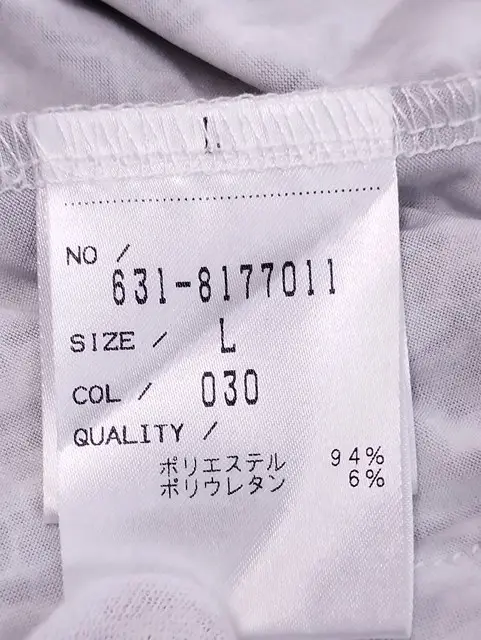 NO /
631-8177011
SIZE / L
COL / 030
QUALITY /
ポリエステル 94%
ポリウレタン 6%